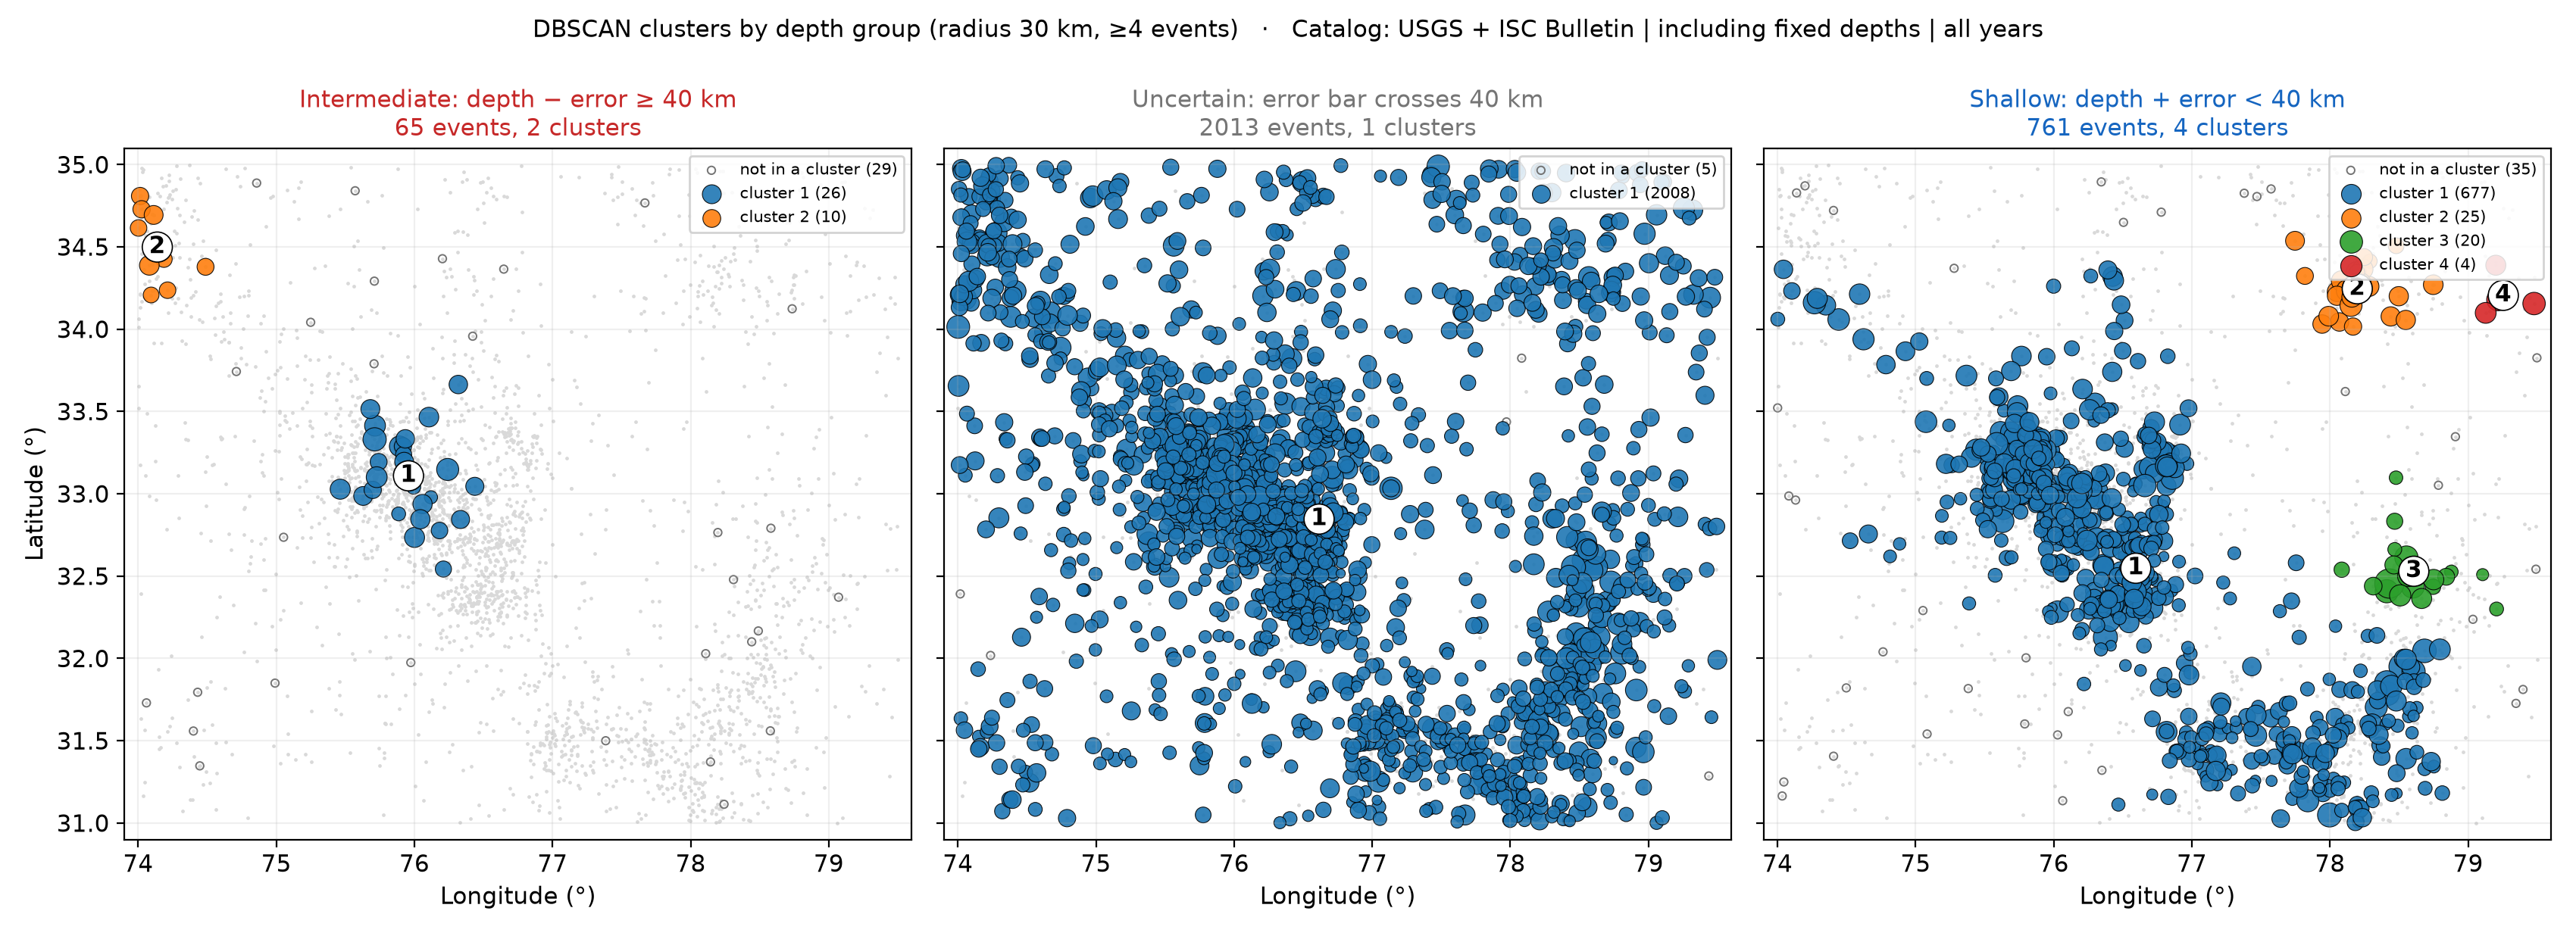 DBSCAN clusters by depth group (radius 30 km, ≥4 events)   ·   Catalog: USGS + ISC Bulletin | including fixed depths | all years
Intermediate: depth − error ≥ 40 km
65 events, 2 clusters
not in a cluster (29)
cluster 1 (26)
cluster 2 (10)
2
1
35.0
34.5
34.0
33.5
33.0
32.5
32.0
31.5
31.0
Latitude (°)
74 75 76 77 78 79
Longitude (°)
Uncertain: error bar crosses 40 km
2013 events, 1 clusters
not in a cluster (5)
cluster 1 (2008)
1
74 75 76 77 78 79
Longitude (°)
Shallow: depth + error < 40 km
761 events, 4 clusters
not in a cluster (35)
cluster 1 (677)
cluster 2 (25)
cluster 3 (20)
cluster 4 (4)
2
4
1
3
74 75 76 77 78 79
Longitude (°)